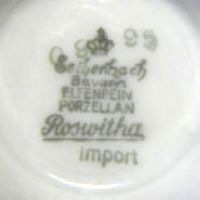 Eschenbach
Bavaria
ELFENBEIN
PORZELLAN
Roswitha
import